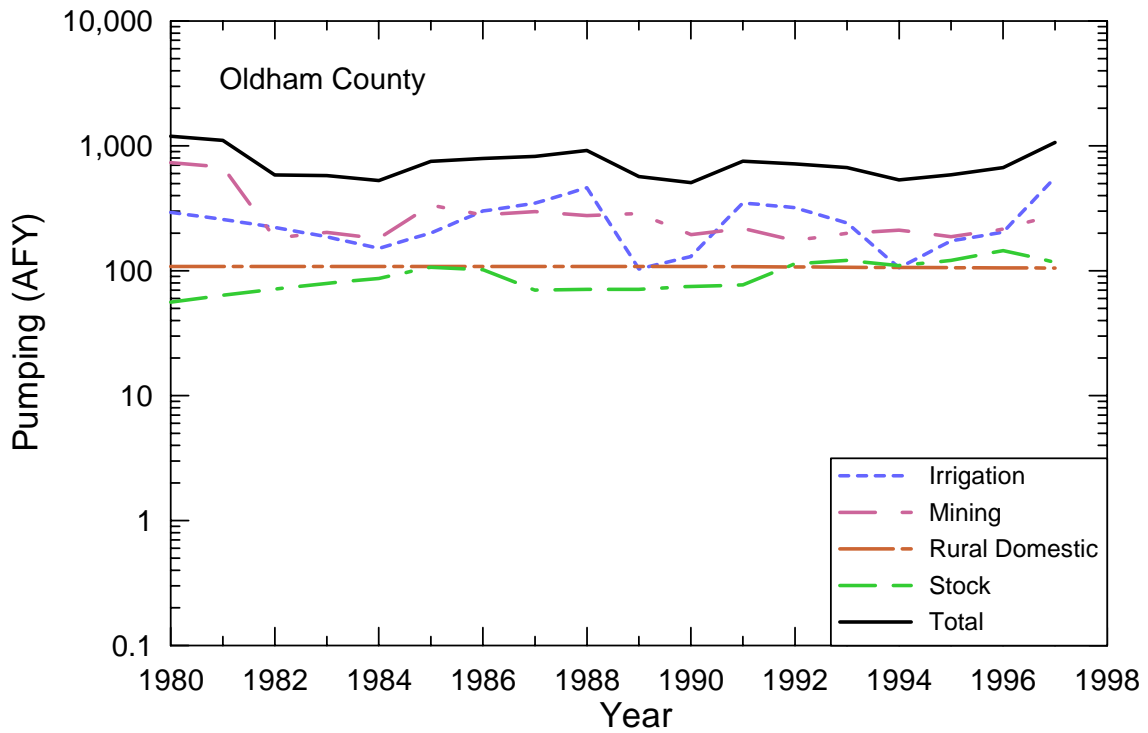 10,000
1,000
100
10
1
0.1
Pumping (AFY)
Oldham County
Irrigation
Mining
Rural Domestic
Stock
Total
1980 1982 1984 1986 1988 1990 1992 1994 1996 1998
Year